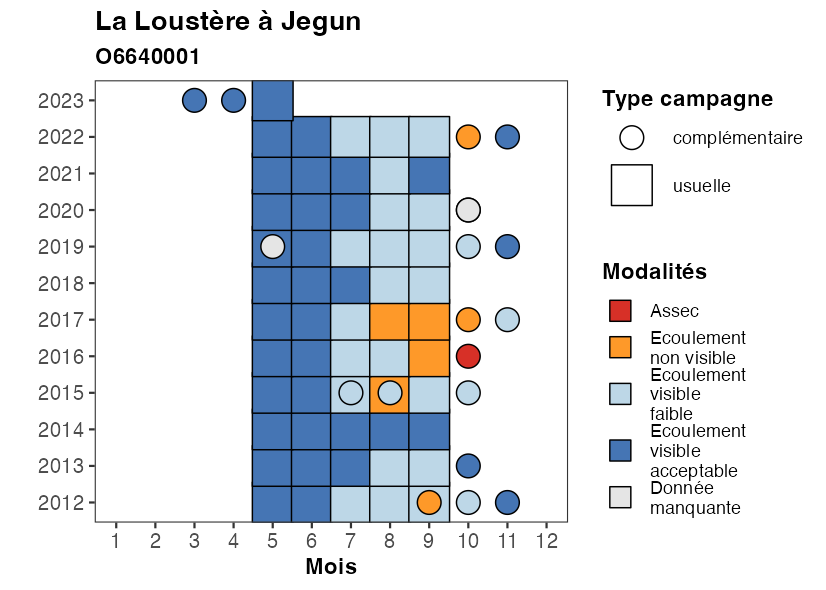 La Loustère à Jegun
O6640001
2023
2022
2021
2020
2019
2018
2017
2016
2015
2014
2013
2012
1 2 3 4 5 6 7 8 9 10 11 12
Mois
Type campagne
complémentaire
usuelle
Modalités
Assec
Ecoulement
non visible
Ecoulement
visible
faible
Ecoulement
visible
acceptable
Donnée
manquante